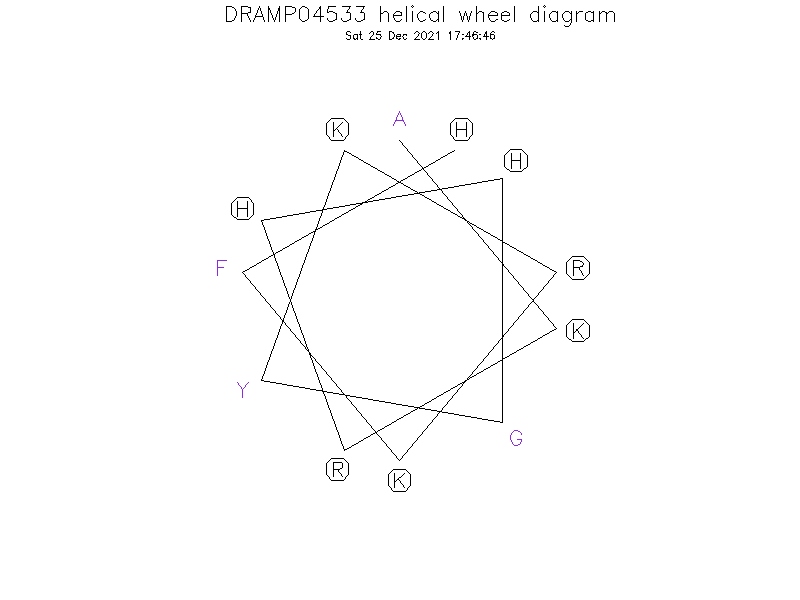 DRAMP04533 helical wheel diagram
Sat 25 Dec 2021 17:46:46
K A H
H
H
F R
K
Y
G
R K